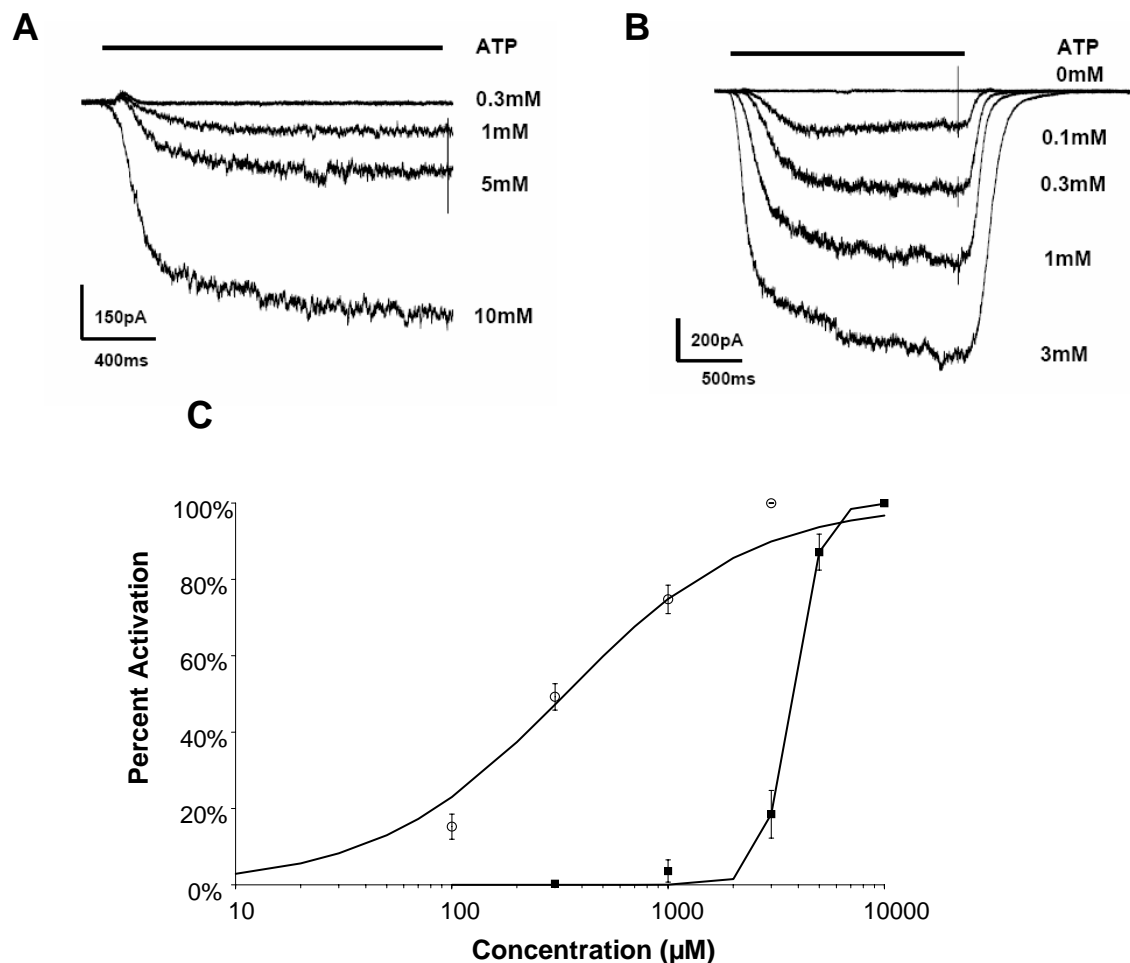 A
ATP
0.3mM
1mM
5mM
10mM
150pA
400ms
B
ATP
0mM
0.1mM
0.3mM
1mM
3mM
200pA
500ms
C
Percent Activation
100%
80%
60%
40%
20%
0%
10
100
1000
10000
Concentration (µM)